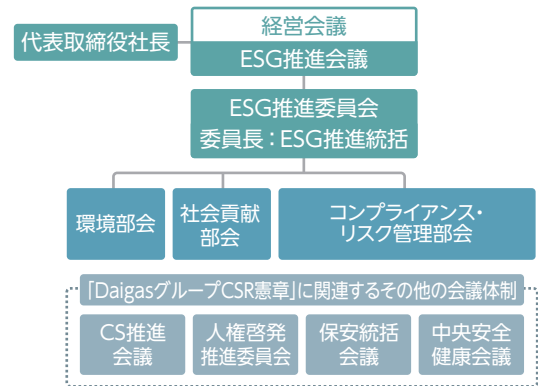 経営会議
代表取締役社長
ESG推進会議
ESG推進委員会
委員長：ESG推進統括
環境部会
社会貢献
部会
コンプライアンス・
リスク管理部会
「DaigasグループCSR憲章」に関連するその他の会議体制
CS推進
会議
人権啓発
推進委員会
保安統括
会議
中央安全
健康会議